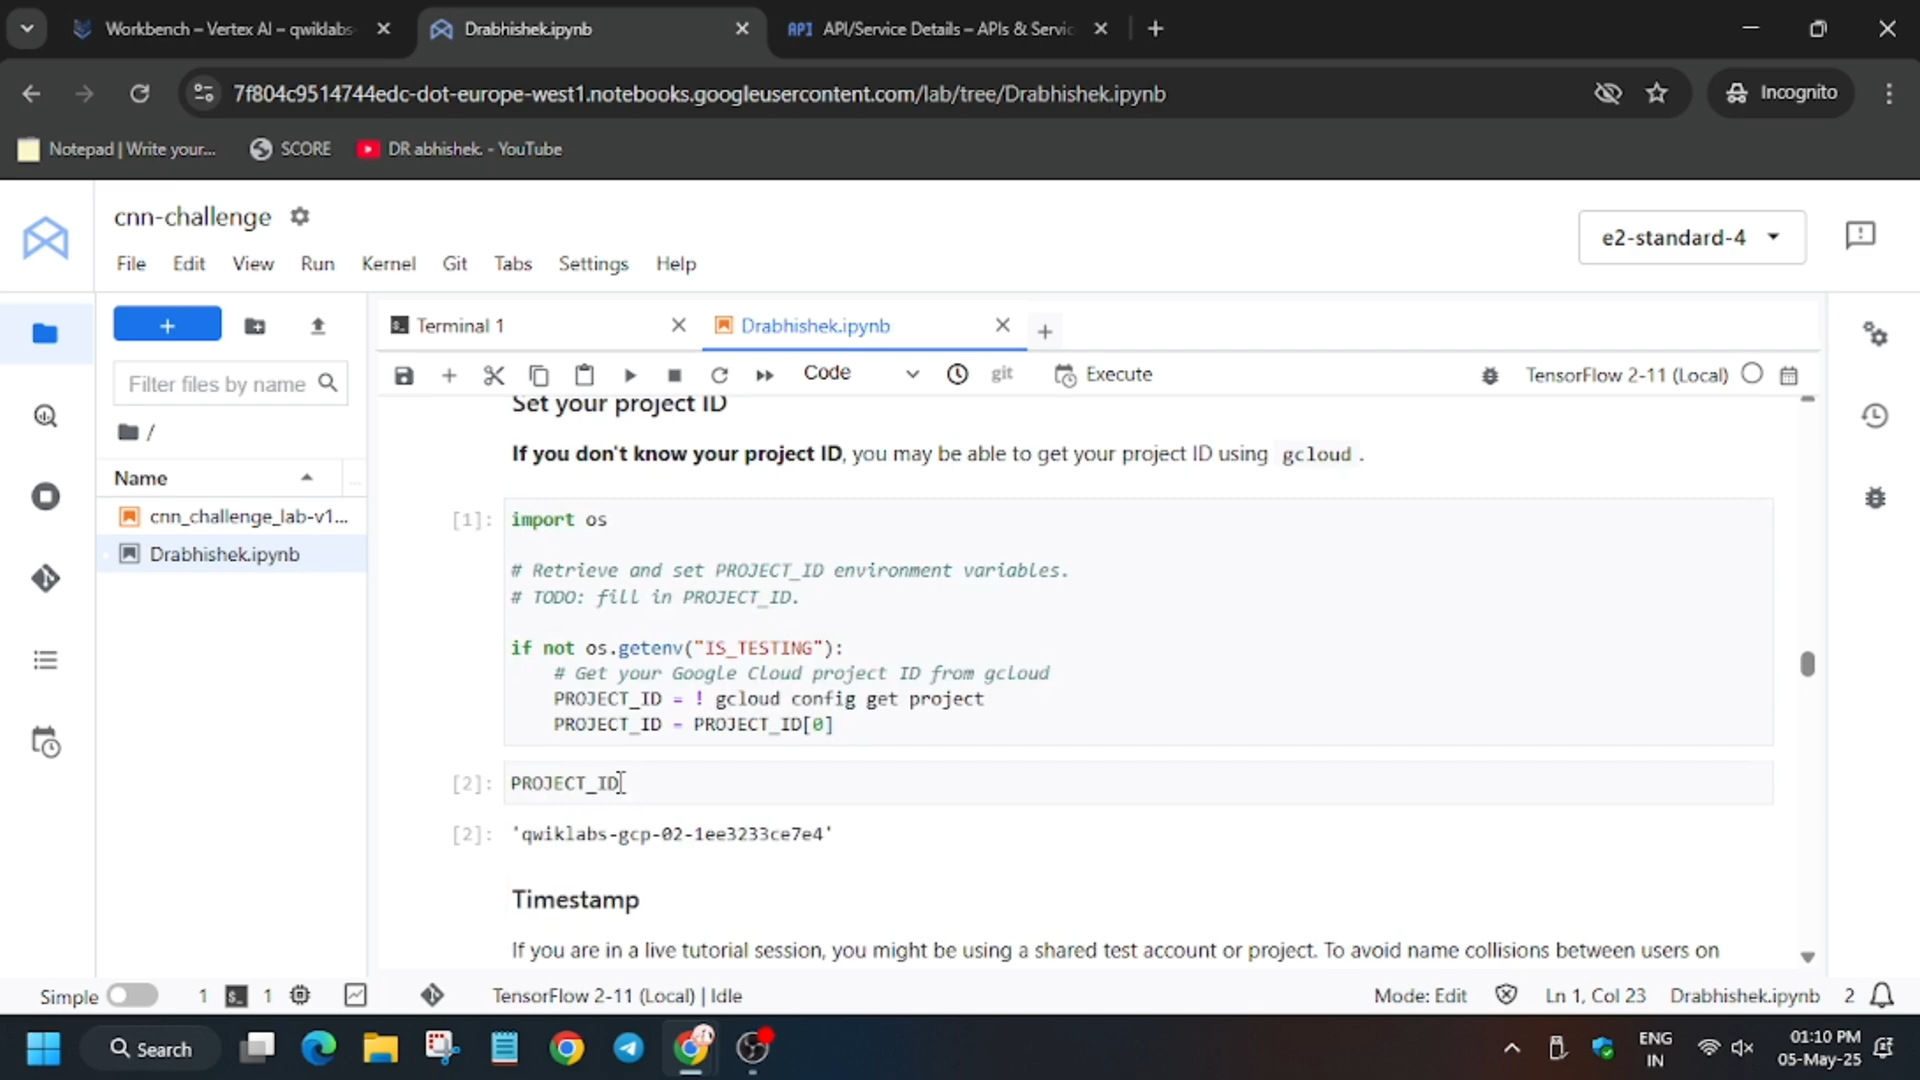 Workbench – Vertex AI – qwiklabs-
Drabhishek.ipynb
API API/Service Details – APIs & Servic
7f804c9514744edc-dot-europe-west1.notebooks.googleusercontent.com/lab/tree/Drabhishek.ipynb
Incognito
Notepad | Write your...
SCORE
DR abhishek. - YouTube
cnn-challenge
e2-standard-4
File Edit View Run Kernel Git Tabs Settings Help
Terminal 1
Drabhishek.ipynb
Filter files by name
Code
git
Execute
TensorFlow 2-11 (Local)
/
Name
cnn_challenge_lab-v1...
Drabhishek.ipynb
Set your project ID
If you don't know your project ID, you may be able to get your project ID using gcloud .
[1]: import os
# Retrieve and set PROJECT_ID environment variables.
# TODO: fill in PROJECT_ID.
if not os.getenv("IS_TESTING"):
# Get your Google Cloud project ID from gcloud
PROJECT_ID = ! gcloud config get project
PROJECT_ID = PROJECT_ID[0]
[2]: PROJECT_ID
[2]: 'qwiklabs-gcp-02-1ee3233ce7e4'
Timestamp
If you are in a live tutorial session, you might be using a shared test account or project. To avoid name collisions between users on
Simple
1
1
TensorFlow 2-11 (Local) | Idle
Mode: Edit
Ln 1, Col 23
Drabhishek.ipynb
2
Search
ENG
IN
01:10 PM
05-May-25